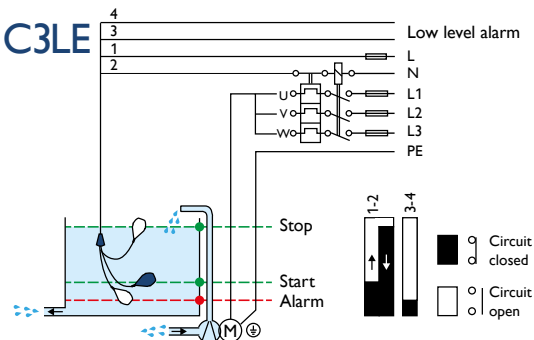 C3LE
4
3
Low level alarm
1
L
2
N
U
L1
V
L2
W
L3
PE
1-2
3-4
Stop
Circuit
closed
Start
Alarm
Circuit
open
M